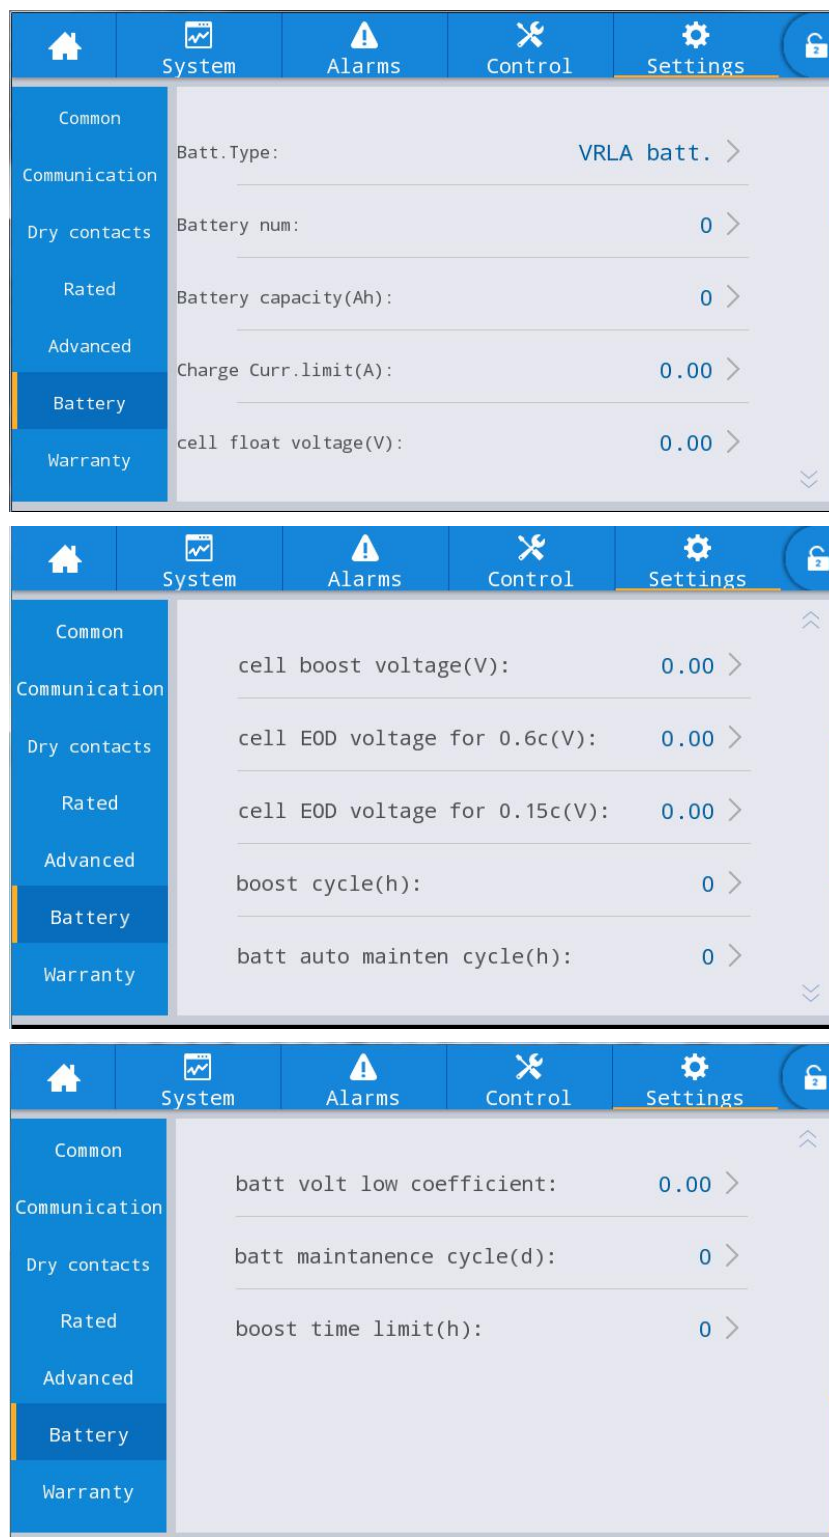 System Alarms Control Settings 2
Common
Batt.Type: VRLA batt.
Communication
Battery num: 0
Dry contacts
Rated
Battery capacity(Ah): 0
Advanced
Charge Curr.limit(A): 0.00
Battery
cell float voltage(V): 0.00
Warranty
System Alarms Control Settings 2
Common
cell boost voltage(V): 0.00
Communication
cell EOD voltage for 0.6c(V): 0.00
Dry contacts
Rated
cell EOD voltage for 0.15c(V): 0.00
Advanced
boost cycle(h): 0
Battery
batt auto mainten cycle(h): 0
Warranty
System Alarms Control Settings 2
Common
batt volt low coefficient: 0.00
Communication
batt maintanence cycle(d): 0
Dry contacts
Rated
boost time limit(h): 0
Advanced
Battery
Warranty